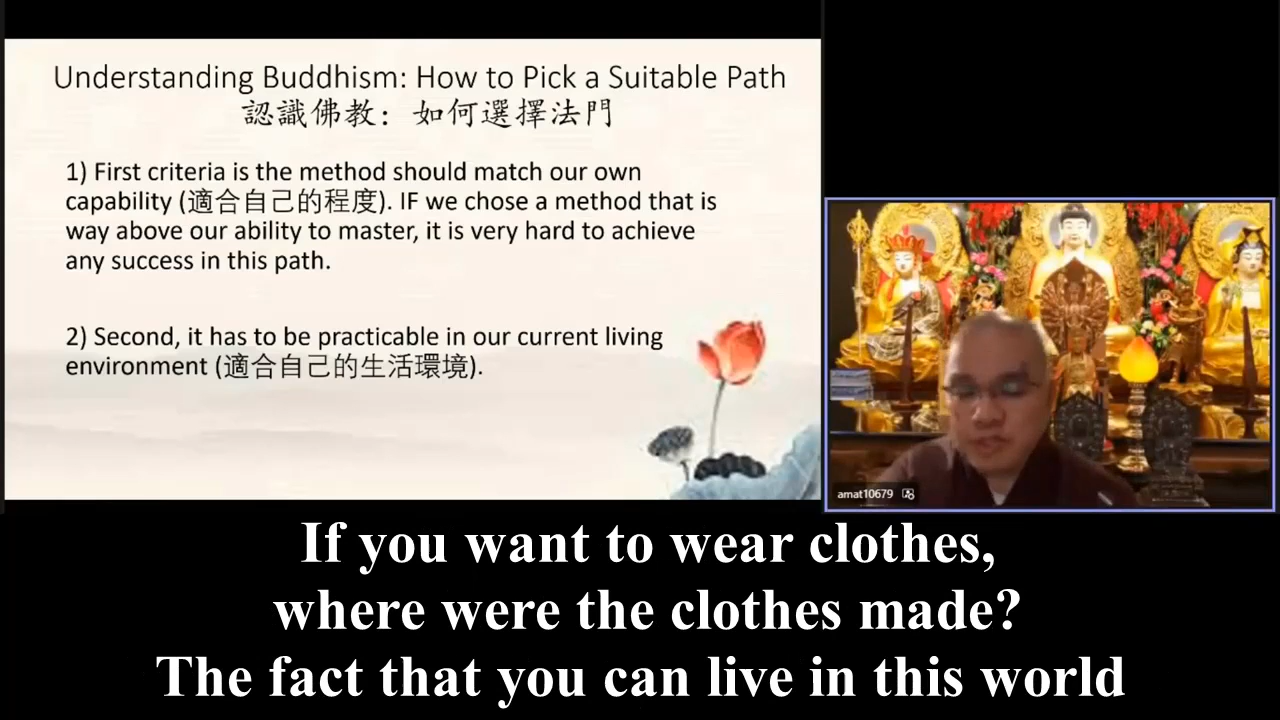 Understanding Buddhism: How to Pick a Suitable Path
認識佛教：如何選擇法門
1) First criteria is the method should match our own
capability (適合自己的程度). IF we chose a method that is
way above our ability to master, it is very hard to achieve
any success in this path.
2) Second, it has to be practicable in our current living
environment (適合自己的生活環境).
amat10679
If you want to wear clothes,
where were the clothes made?
The fact that you can live in this world